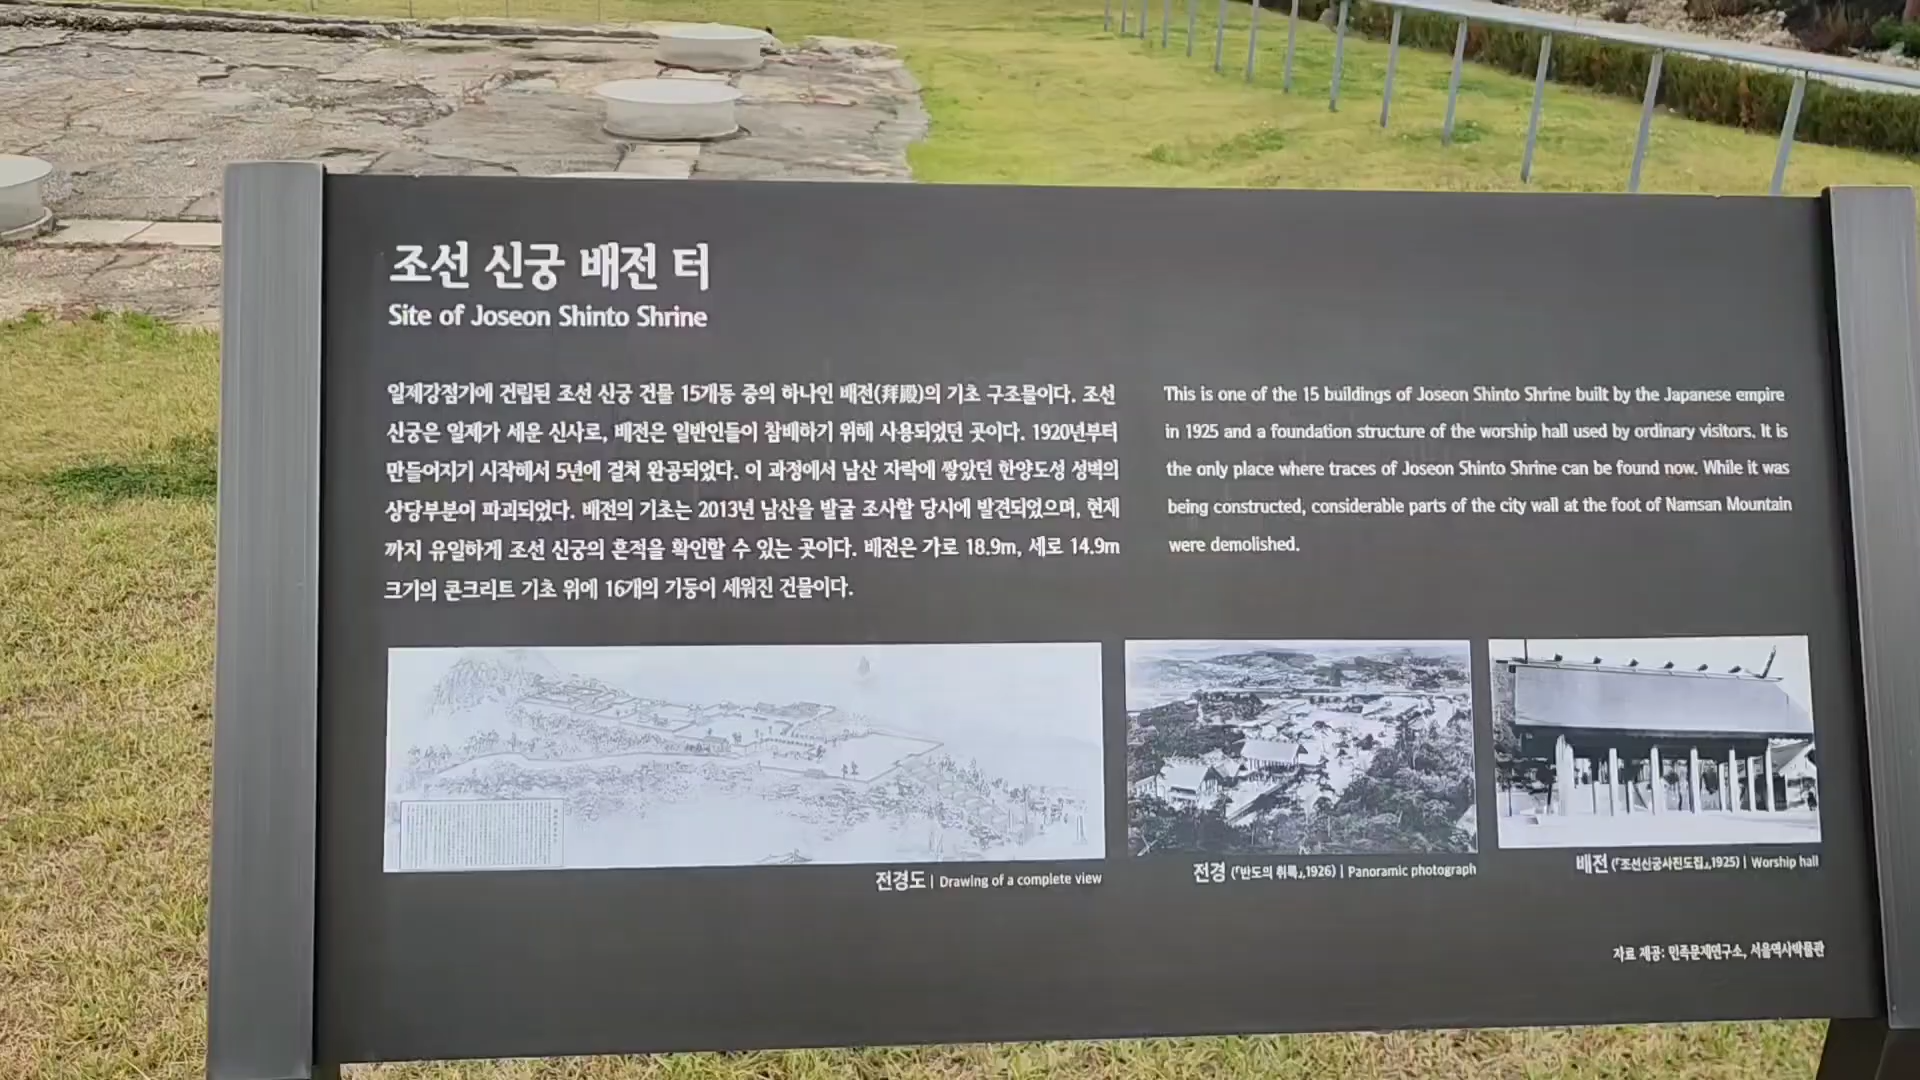 조선 신궁 배전 터
Site of Joseon Shinto Shrine
일제강점기에 건립된 조선 신궁 건물 15개동 중의 하나인 배전(拜殿)의 기초 구조물이다. 조선
신궁은 일제가 세운 신사로, 배전은 일반인들이 참배하기 위해 사용되었던 곳이다. 1920년부터
만들어지기 시작해서 5년에 걸쳐 완공되었다. 이 과정에서 남산 자락에 쌓았던 한양도성 성벽의
상당부분이 파괴되었다. 배전의 기초는 2013년 남산을 발굴 조사할 당시에 발견되었으며, 현재
까지 유일하게 조선 신궁의 흔적을 확인할 수 있는 곳이다. 배전은 가로 18.9m, 세로 14.9m
크기의 콘크리트 기초 위에 16개의 기둥이 세워진 건물이다.
This is one of the 15 buildings of Joseon Shinto Shrine built by the Japanese empire
in 1925 and a foundation structure of the worship hall used by ordinary visitors. It is
the only place where traces of Joseon Shinto Shrine can be found now. While it was
being constructed, considerable parts of the city wall at the foot of Namsan Mountain
were demolished.
전경도 | Drawing of a complete view
전경 (『반도의 취록』,1926) | Panoramic photograph
배전 (『조선신궁사진도집』,1925) | Worship hall
자료 제공: 민족문제연구소, 서울역사박물관